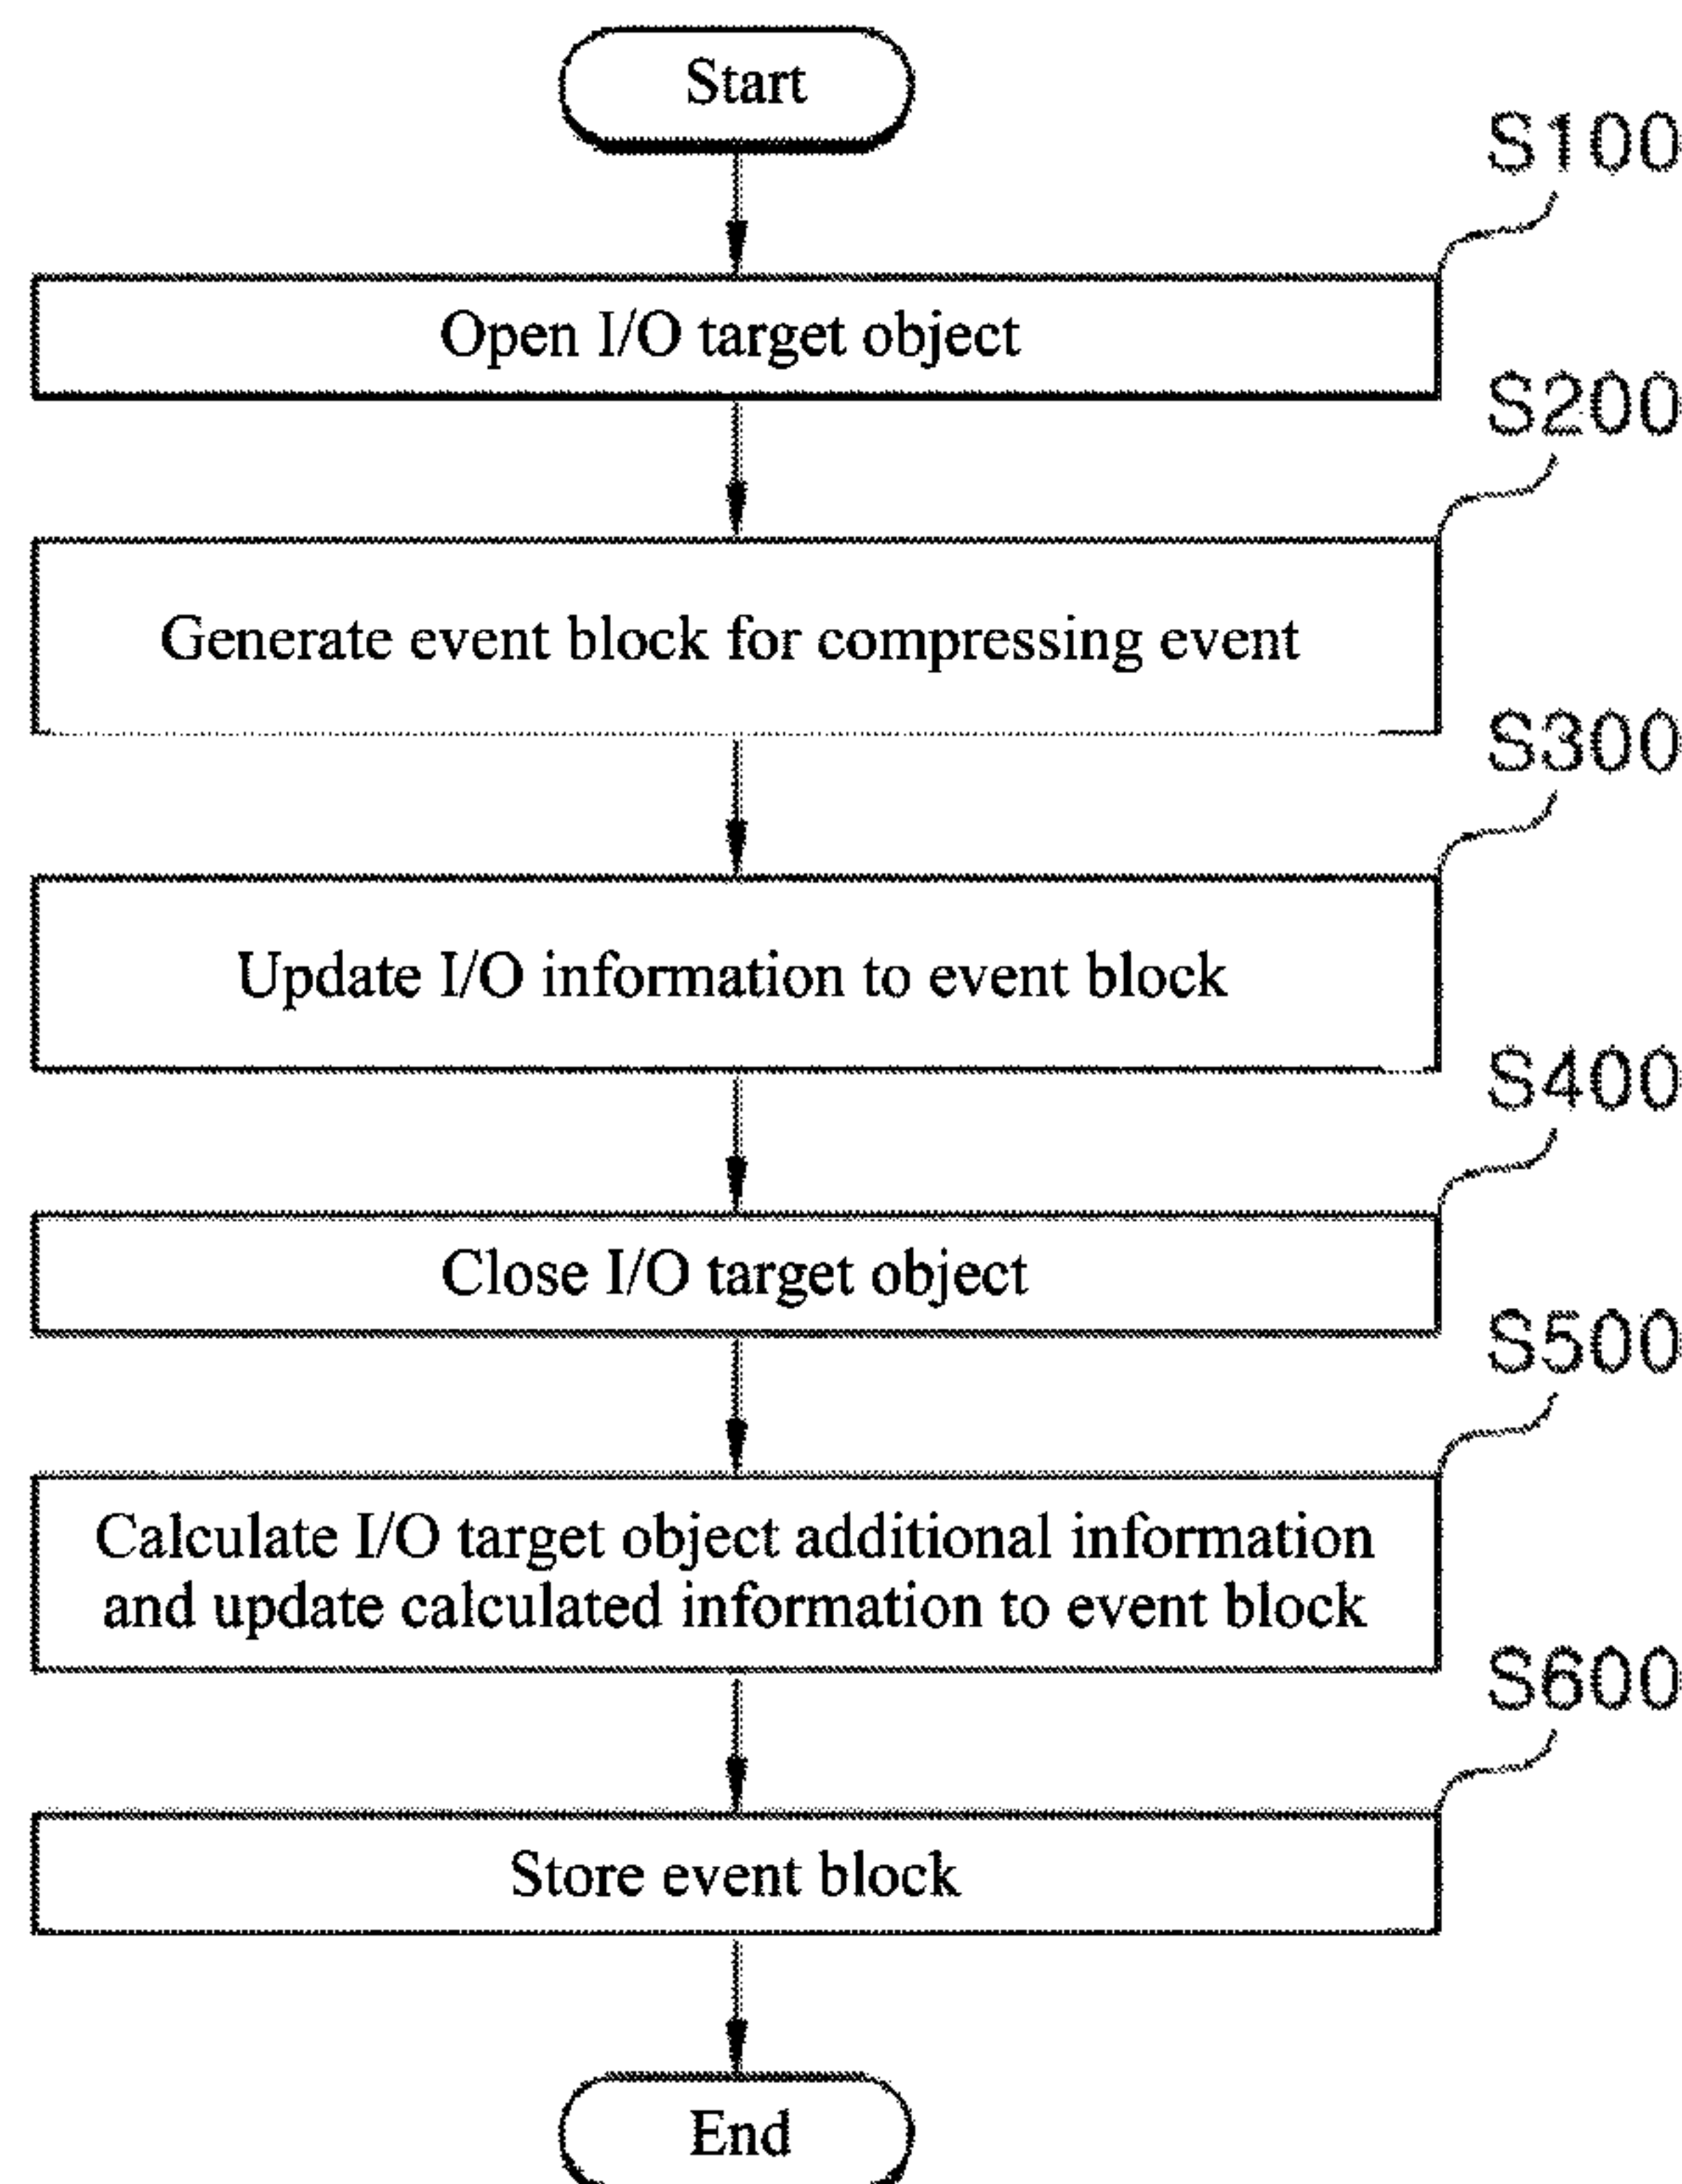 Start
S100
Open I/O target object
S200
Generate event block for compressing event
S300
Update I/O information to event block
S400
Close I/O target object
S500
Calculate I/O target object additional information
and update calculated information to event block
S600
Store event block
End